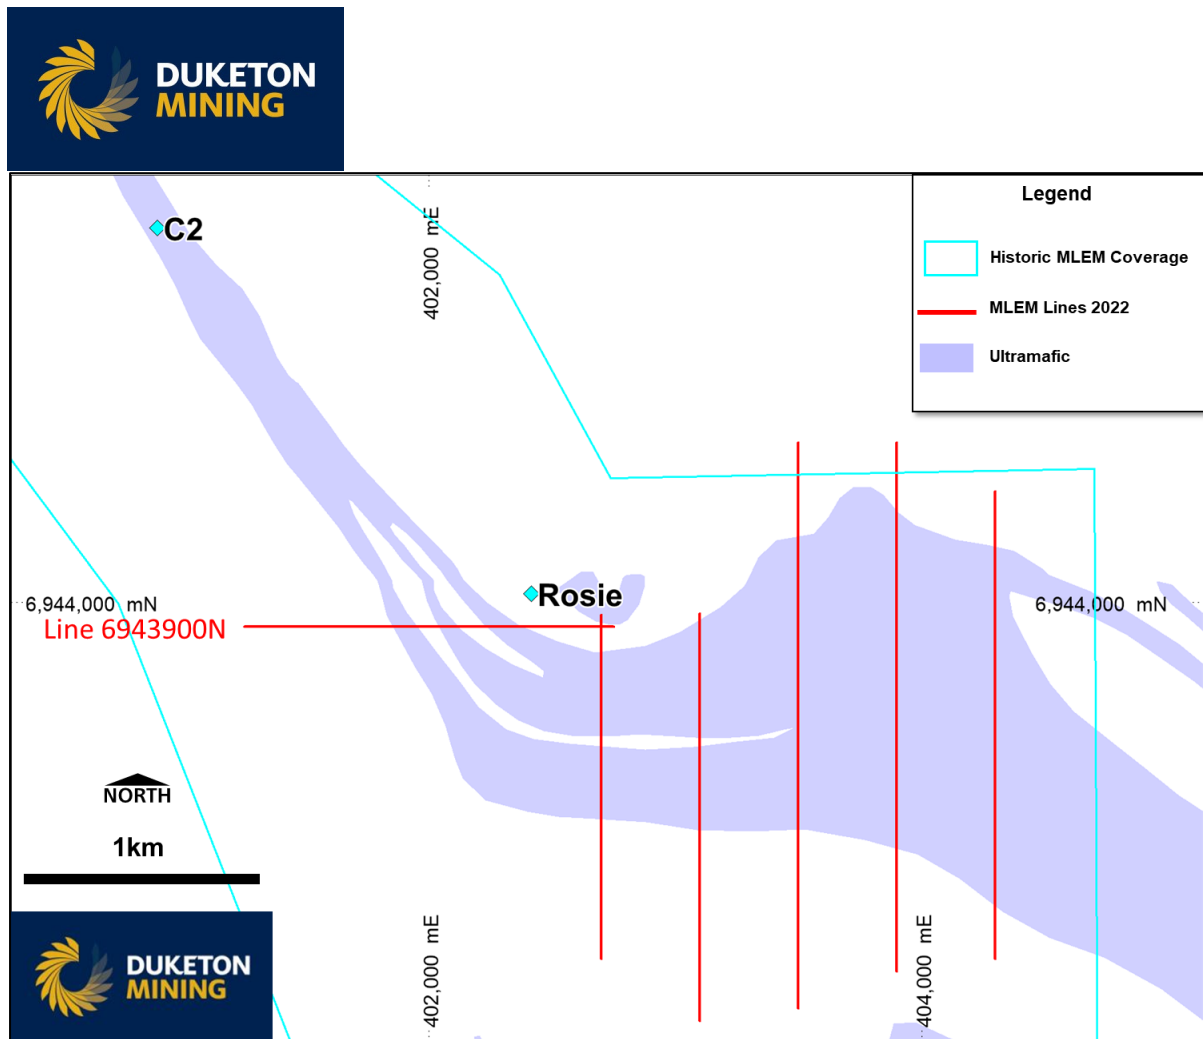 DUKETON
MINING
C2
402,000 mE
Legend
Historic MLEM Coverage
MLEM Lines 2022
Ultramafic
Rosie
6,944,000 mN
6,944,000 mN
Line 6943900N
NORTH
1km
DUKETON
MINING
402,000 mE
404,000 mE